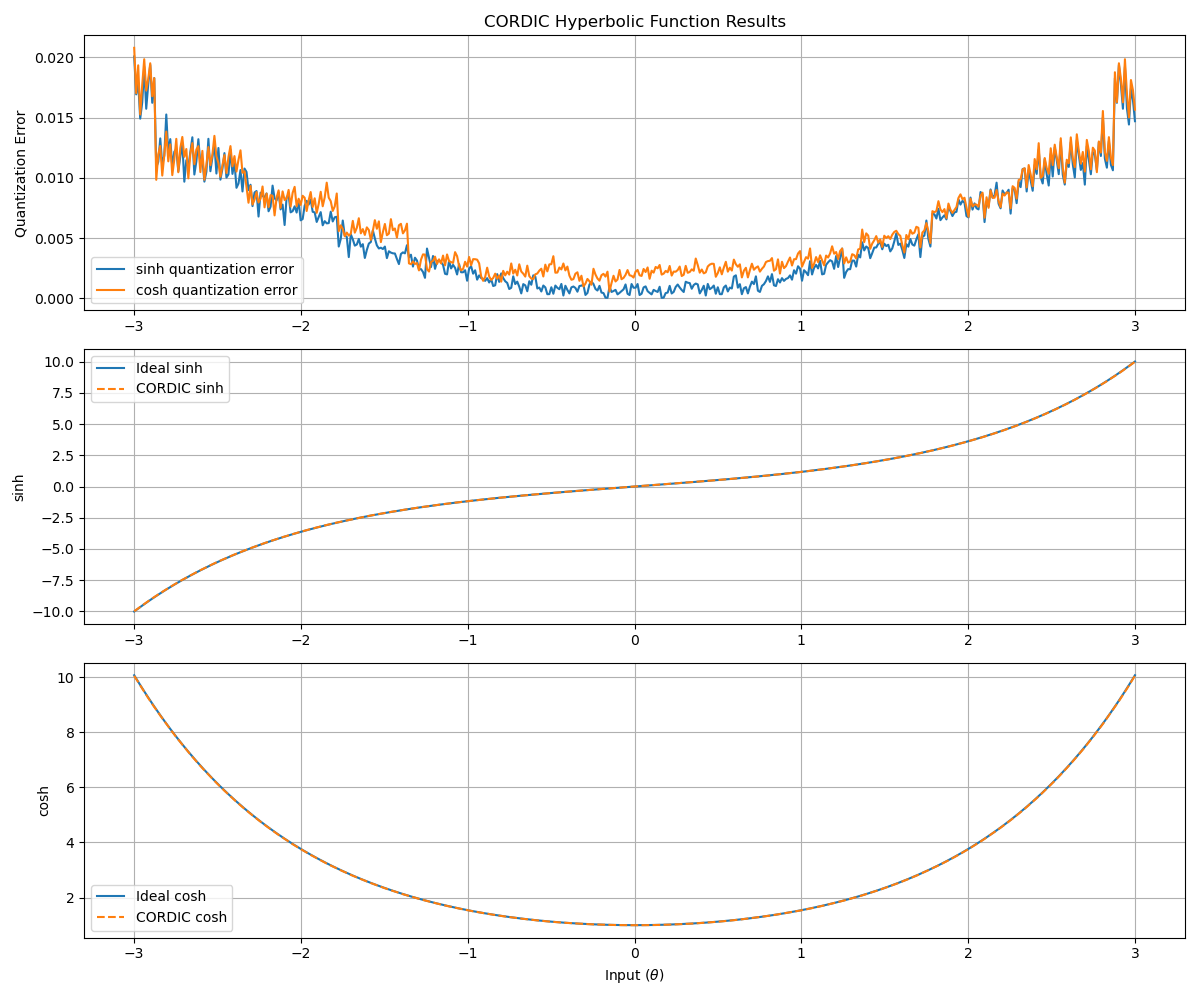 CORDIC Hyperbolic Function Results
Quantization Error
0.020
0.015
0.010
0.005
0.000
sinh quantization error
cosh quantization error
−3 −2 −1 0 1 2 3
sinh
10.0
7.5
5.0
2.5
0.0
−2.5
−5.0
−7.5
−10.0
Ideal sinh
CORDIC sinh
−3 −2 −1 0 1 2 3
cosh
10
8
6
4
2
Ideal cosh
CORDIC cosh
−3 −2 −1 0 1 2 3
Input (θ)